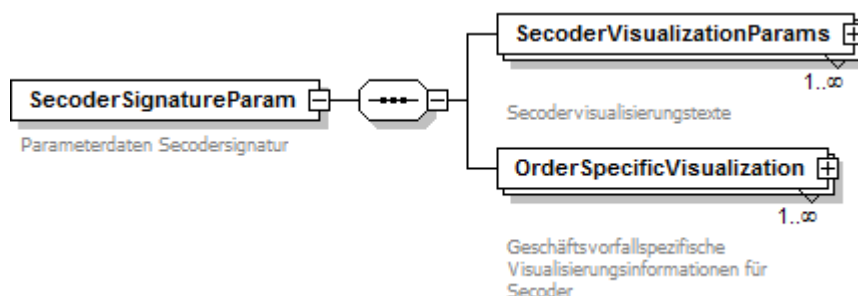 SecoderVisualizationParams
1..∞
Secodervisualisierungstexte
SecoderSignatureParam
Parameterdaten Secodersignatur
OrderSpecificVisualization
1..∞
Geschäftsvorfallspezifische
Visualisierungsinformationen für
Secoder